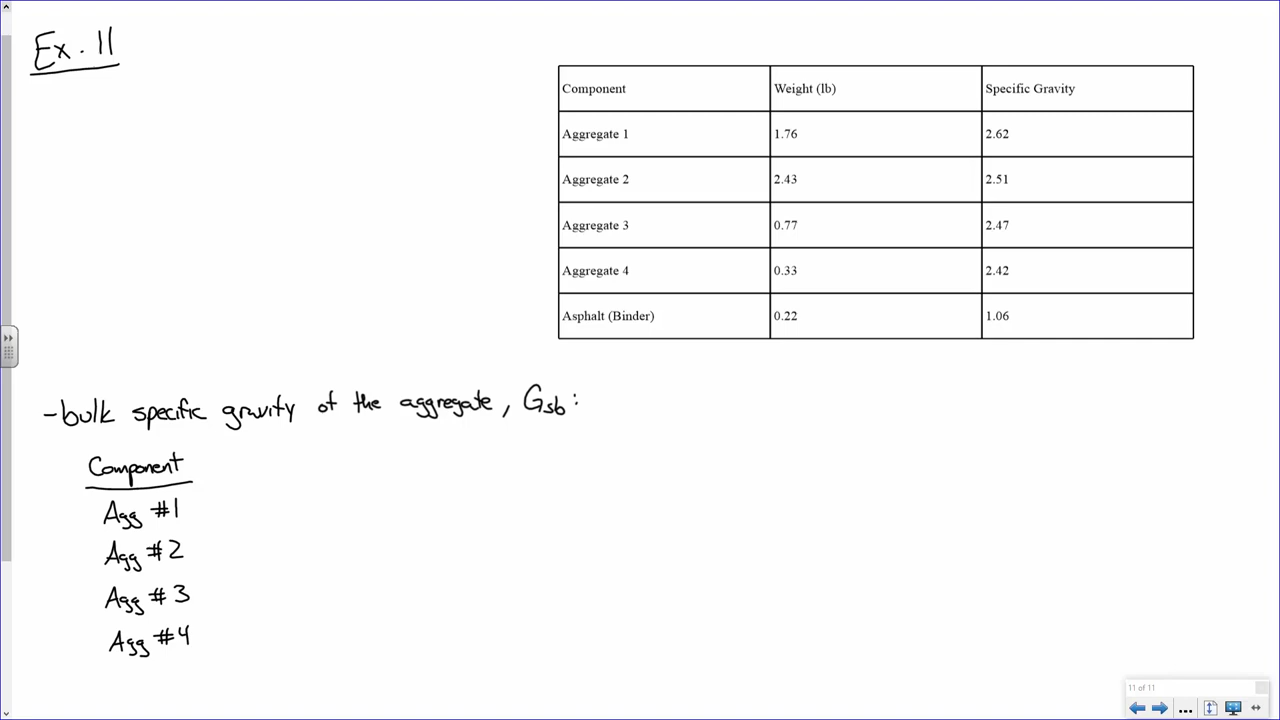 Ex. 11
Component Weight (lb) Specific Gravity
Aggregate 1 1.76 2.62
Aggregate 2 2.43 2.51
Aggregate 3 0.77 2.47
Aggregate 4 0.33 2.42
Asphalt (Binder) 0.22 1.06
-bulk specific gravity of the aggregate, Gsb:
Component
Agg #1
Agg #2
Agg #3
Agg #4
11 of 11